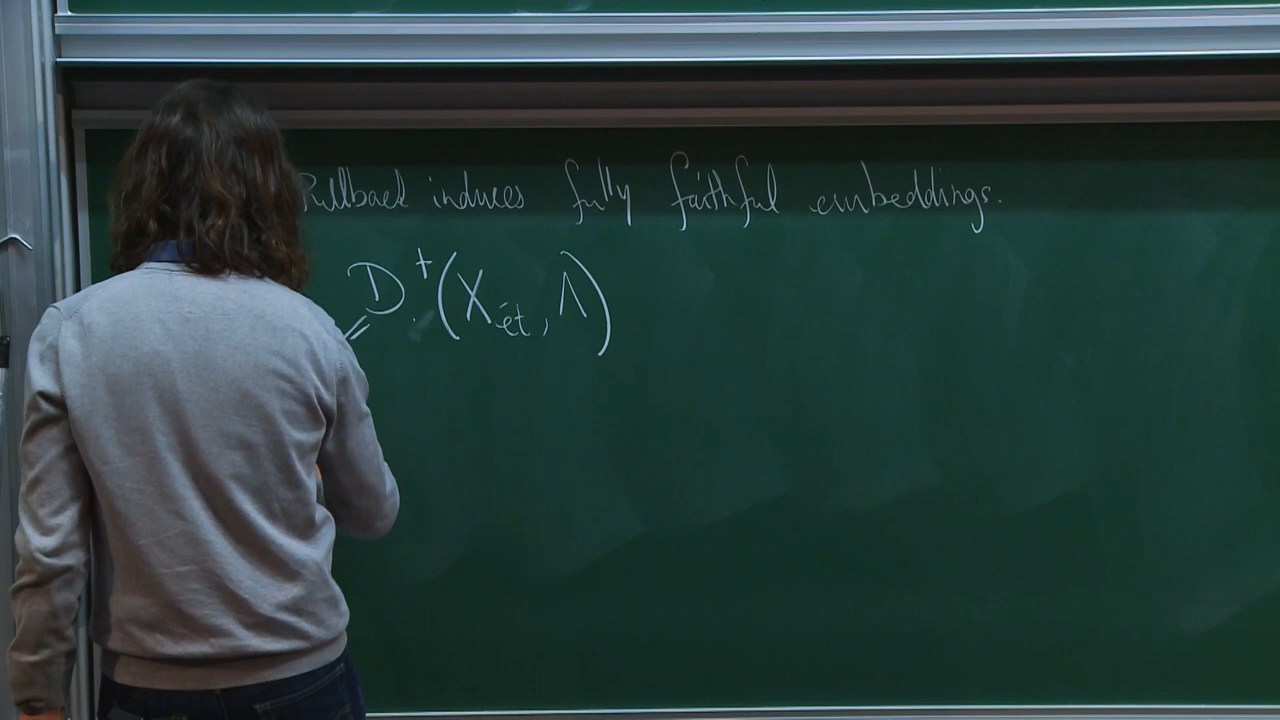 Pullback induces fully faithful embeddings.
D⁺(X_ét, Λ)